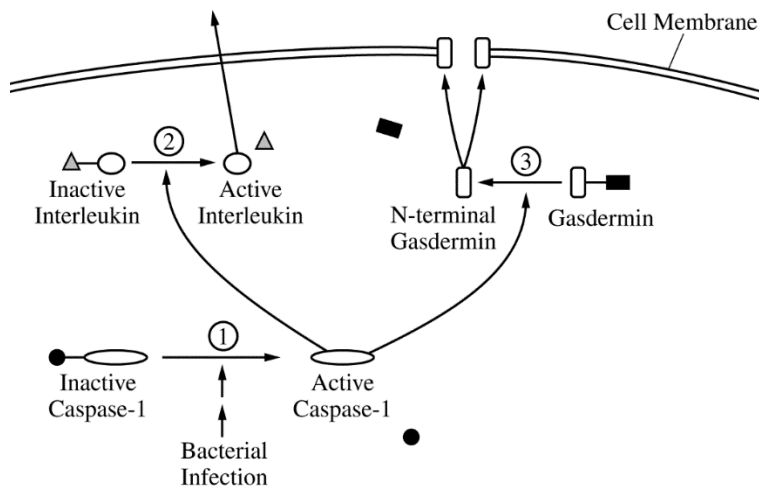 Cell Membrane
2
3
Inactive
Interleukin
Active
Interleukin
N-terminal
Gasdermin
Gasdermin
1
Inactive
Caspase-1
Active
Caspase-1
Bacterial
Infection